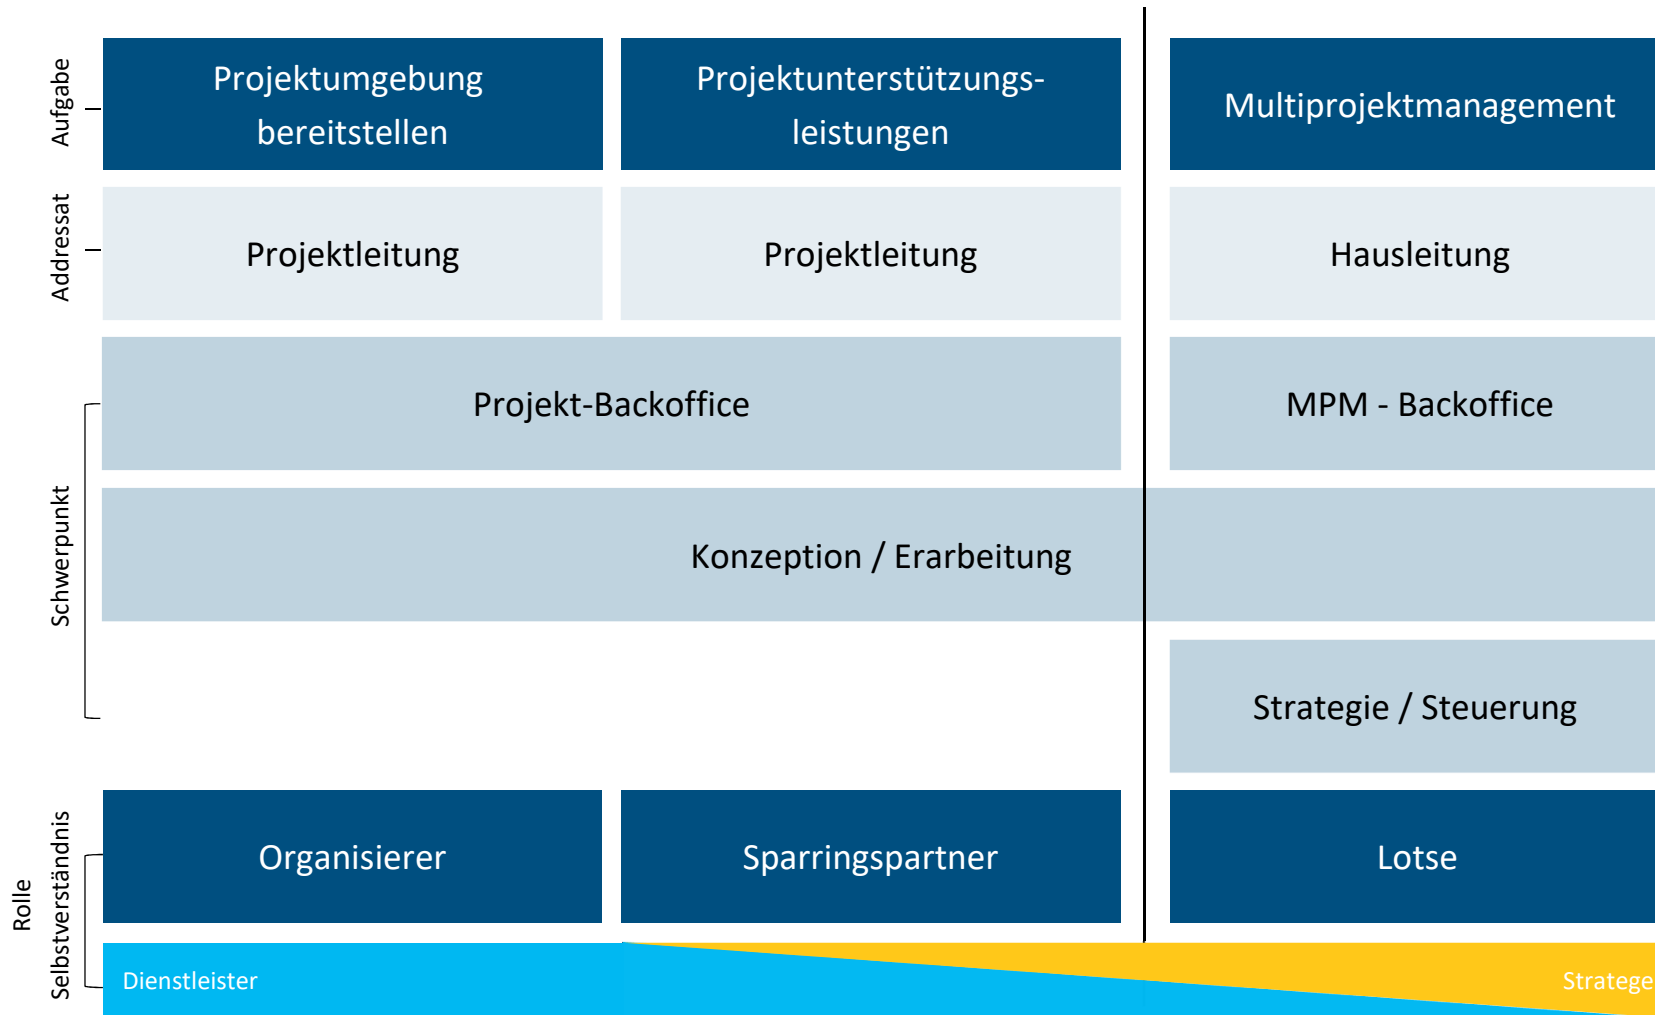 Aufgabe
Projektumgebung
bereitstellen
Projektunterstützungs-
leistungen
Multiprojektmanagement
Addressat
Projektleitung
Projektleitung
Hausleitung
Schwerpunkt
Projekt-Backoffice
MPM - Backoffice
Konzeption / Erarbeitung
Strategie / Steuerung
Rolle
Selbstverständnis
Organisierer
Sparringspartner
Lotse
Dienstleister
Stratege